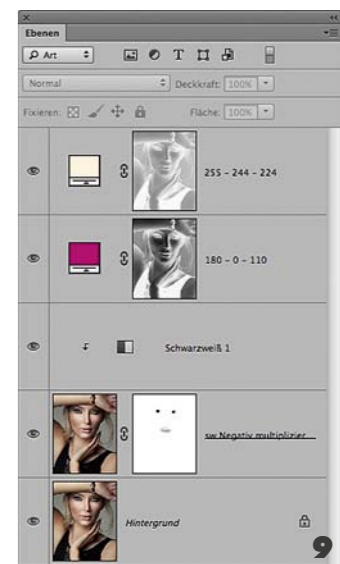 Ebenen
Art
Normal Deckkraft: 100%
Fixieren: Fläche: 100%
255 - 244 - 224
180 - 0 - 110
Schwarzweiß 1
sw Negativ multiplizier...
Hintergrund
9